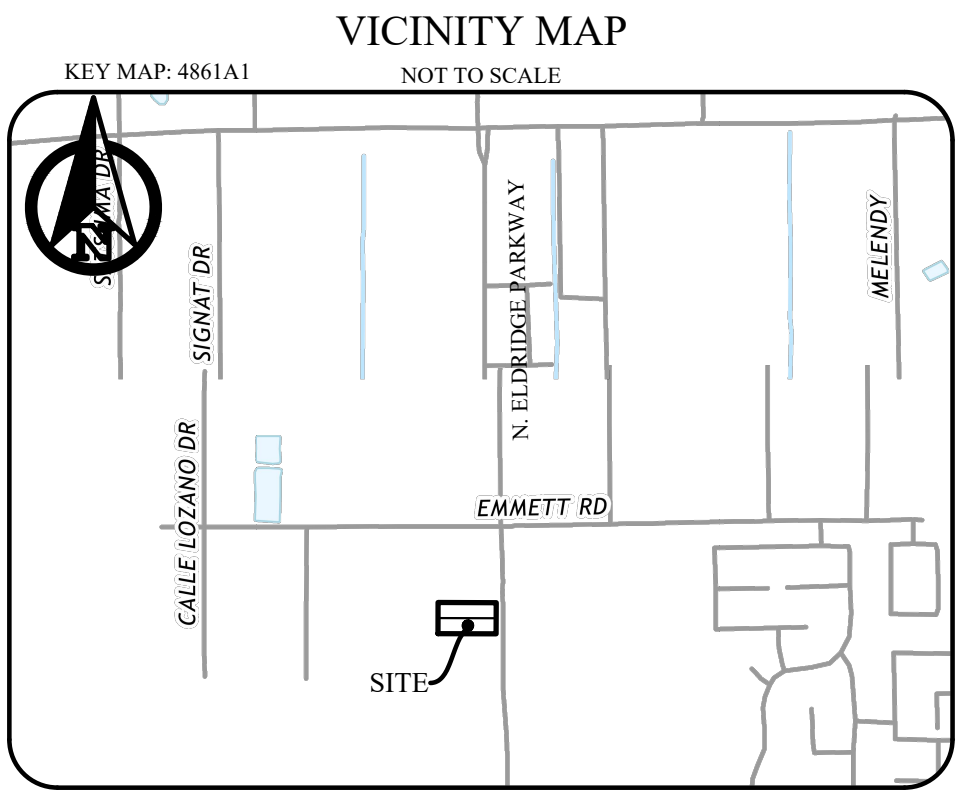 VICINITY MAP
KEY MAP: 4861A1
NOT TO SCALE
N
SIGNAT DR
N. ELDRIDGE PARKWAY
MELENDY
CALLE LOZANO DR
EMMETT RD
SITE